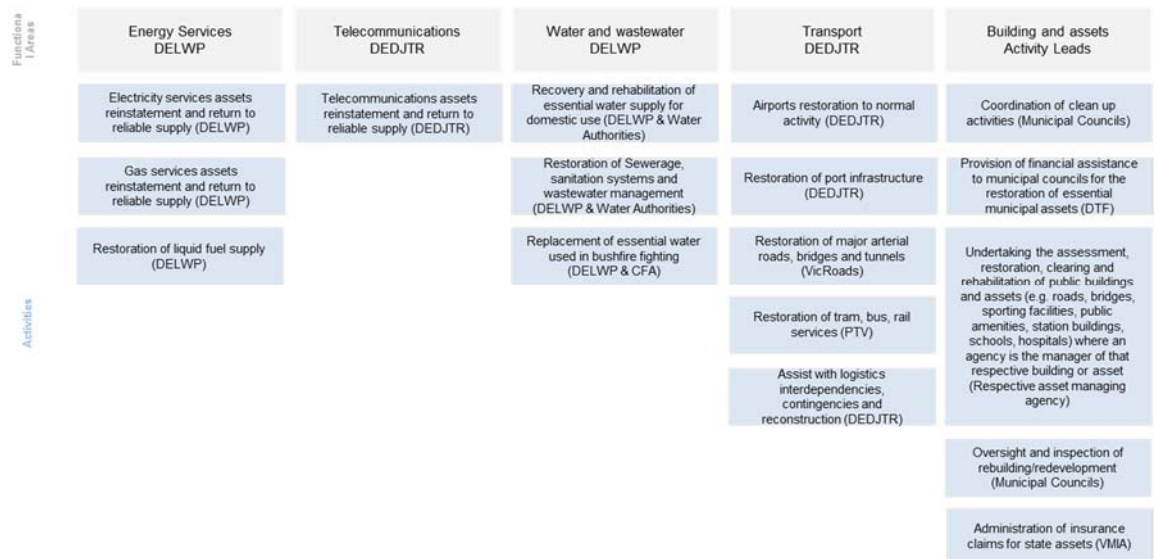 Functiona
l Areas
Energy Services
DELWP
Telecommunications
DEDJTR
Water and wastewater
DELWP
Transport
DEDJTR
Building and assets
Activity Leads
Activities
Electricity services assets
reinstatement and return to
reliable supply (DELWP)
Gas services assets
reinstatement and return to
reliable supply (DELWP)
Restoration of liquid fuel supply
(DELWP)
Telecommunications assets
reinstatement and return to
reliable supply (DEDJTR)
Recovery and rehabilitation of
essential water supply for
domestic use (DELWP & Water
Authorities)
Restoration of Sewerage,
sanitation systems and
wastewater management
(DELWP & Water Authorities)
Replacement of essential water
used in bushfire fighting
(DELWP & CFA)
Airports restoration to normal
activity (DEDJTR)
Restoration of port infrastructure
(DEDJTR)
Restoration of major arterial
roads, bridges and tunnels
(VicRoads)
Restoration of tram, bus, rail
services (PTV)
Assist with logistics
interdependencies,
contingencies and
reconstruction (DEDJTR)
Coordination of clean up
activities (Municipal Councils)
Provision of financial assistance
to municipal councils for the
restoration of essential
municipal assets (DTF)
Undertaking the assessment,
restoration, clearing and
rehabilitation of public buildings
and assets (e.g. roads, bridges,
sporting facilities, public
amenities, station buildings,
schools, hospitals) where an
agency is the manager of that
respective building or asset
(Respective asset managing
agency)
Oversight and inspection of
rebuilding/redevelopment
(Municipal Councils)
Administration of insurance
claims for state assets (VMIA)